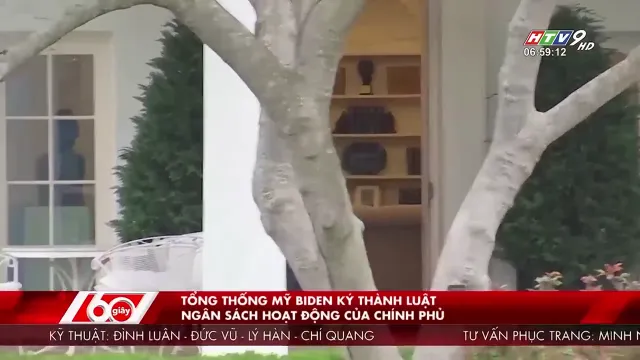 HTV9 HD
06:59:12
60 giây
TỔNG THỐNG MỸ BIDEN KÝ THÀNH LUẬT
NGÂN SÁCH HOẠT ĐỘNG CỦA CHÍNH PHỦ
KỸ THUẬT: ĐÌNH LUÂN - ĐỨC VŨ - LÝ HÀN - CHÍ QUANG
TƯ VẤN PHỤC TRANG: MINH